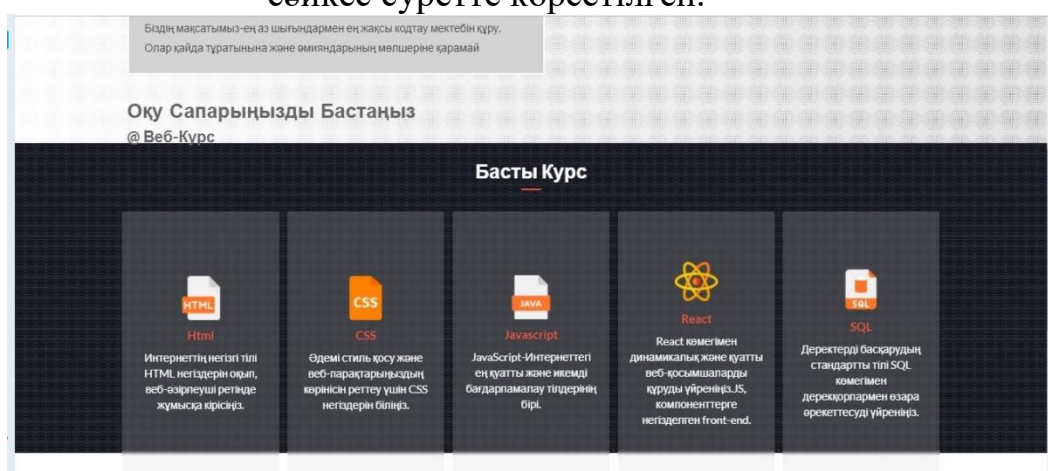 сәйкес суретте көрсетілген.
Біздің мақсатымыз-ең аз шығындармен ең жақсы кодтау мектебін құру.
Олар қайда тұратынына және әмияндарының мөлшеріне қарамай
Оқу Сапарыңызды Бастаңыз
@ Веб-Курс
Басты Курс
HTML
Html
Интернеттің негізгі тілі
HTML негіздерін оқып,
веб-әзірлеуші ретінде
жұмысқа кірісіңіз.
CSS
CSS
Әдемі стиль қосу және
веб-парақтарыңыздың
көрінісін реттеу үшін CSS
негіздерін біліңіз.
JAVA
Javascript
JavaScript-Интернеттегі
ең қуатты және икемді
бағдарламалау тілдерінің
бірі.
React
React көмегімен
динамикалық және қуатты
веб-қосымшаларды
құруды үйреніңіз.JS,
компоненттерге
негізделген front-end.
SQL
SQL
Деректерді басқарудың
стандартты тілі SQL
көмегімен
дерекқорлармен өзара
әрекеттесуді үйреніңіз.